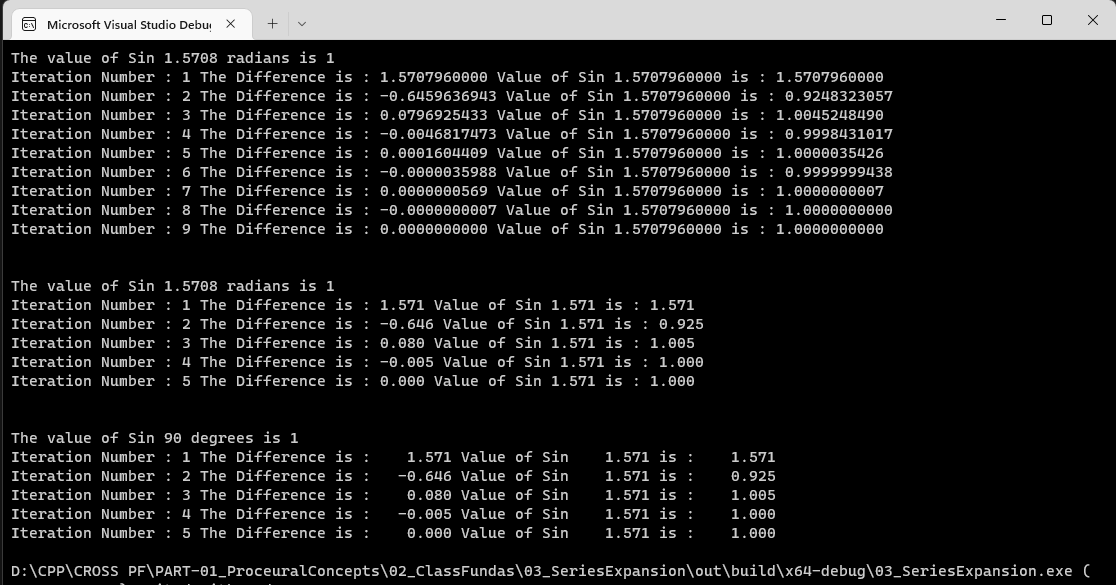 Microsoft Visual Studio Debu
The value of Sin 1.5708 radians is 1
Iteration Number : 1 The Difference is : 1.5707960000 Value of Sin 1.5707960000 is : 1.5707960000
Iteration Number : 2 The Difference is : -0.6459636943 Value of Sin 1.5707960000 is : 0.9248323057
Iteration Number : 3 The Difference is : 0.0796925433 Value of Sin 1.5707960000 is : 1.0045248490
Iteration Number : 4 The Difference is : -0.0046817473 Value of Sin 1.5707960000 is : 0.9998431017
Iteration Number : 5 The Difference is : 0.0001604409 Value of Sin 1.5707960000 is : 1.0000035426
Iteration Number : 6 The Difference is : -0.0000035988 Value of Sin 1.5707960000 is : 0.9999999438
Iteration Number : 7 The Difference is : 0.0000000569 Value of Sin 1.5707960000 is : 1.0000000007
Iteration Number : 8 The Difference is : -0.0000000007 Value of Sin 1.5707960000 is : 1.0000000000
Iteration Number : 9 The Difference is : 0.0000000000 Value of Sin 1.5707960000 is : 1.0000000000
The value of Sin 1.5708 radians is 1
Iteration Number : 1 The Difference is : 1.571 Value of Sin 1.571 is : 1.571
Iteration Number : 2 The Difference is : -0.646 Value of Sin 1.571 is : 0.925
Iteration Number : 3 The Difference is : 0.080 Value of Sin 1.571 is : 1.005
Iteration Number : 4 The Difference is : -0.005 Value of Sin 1.571 is : 1.000
Iteration Number : 5 The Difference is : 0.000 Value of Sin 1.571 is : 1.000
The value of Sin 90 degrees is 1
Iteration Number : 1 The Difference is :    1.571 Value of Sin    1.571 is :    1.571
Iteration Number : 2 The Difference is :   -0.646 Value of Sin    1.571 is :    0.925
Iteration Number : 3 The Difference is :    0.080 Value of Sin    1.571 is :    1.005
Iteration Number : 4 The Difference is :   -0.005 Value of Sin    1.571 is :    1.000
Iteration Number : 5 The Difference is :    0.000 Value of Sin    1.571 is :    1.000
D:\CPP\CROSS PF\PART-01_ProceuralConcepts\02_ClassFundas\03_SeriesExpansion\out\build\x64-debug\03_SeriesExpansion.exe (